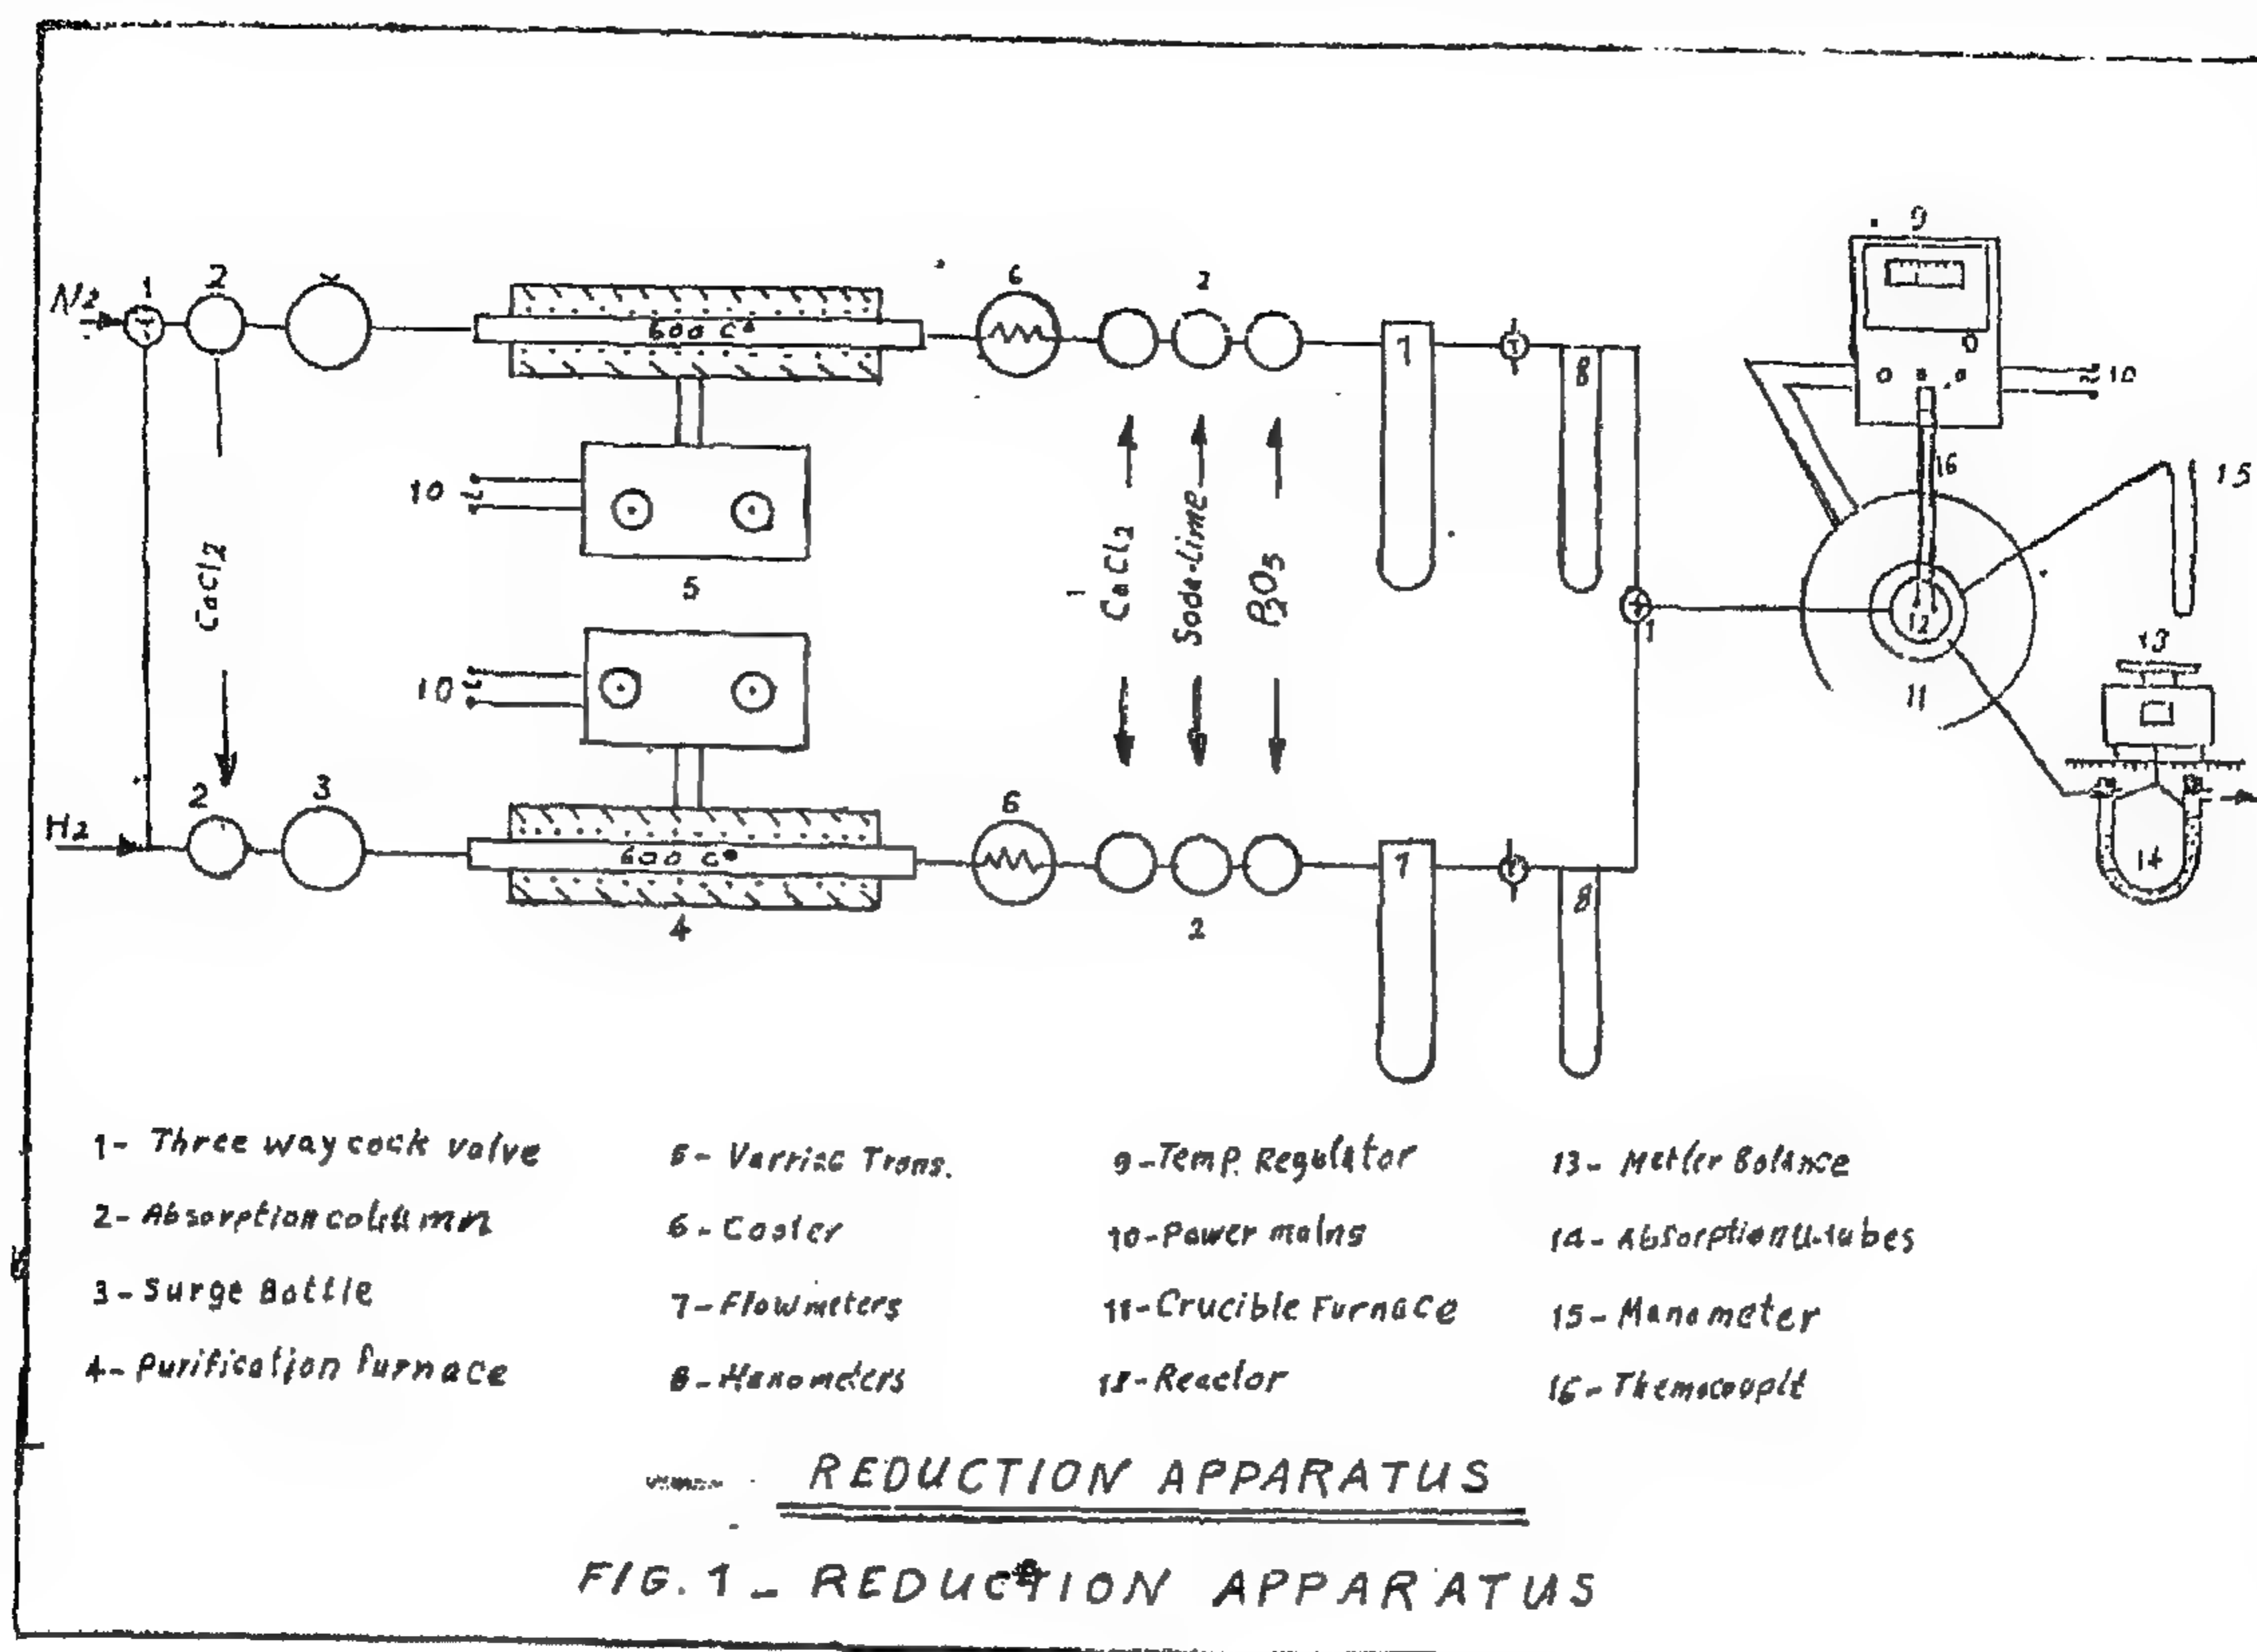 9
N2
1
2
600 C°
6
2
7
8
10
10
16
15
CaCl2
CaCl2
Soda-Lime
P2O5
5
12
1
10
13
11
2
3
H2
600 C°
6
7
8
14
4
2
1- Three way cock valve
2- Absorption column
3- Surge Bottle
4- Purification furnace
5- Varriac Trans.
6- Cooler
7- Flowmeters
8- Manometers
9- Temp. Regulator
10- Power mains
11- Crucible Furnace
12- Reactor
13- Metler Balance
14- Absorption U-tubes
15- Manometer
16- Themocouple
REDUCTION APPARATUS
FIG. 1 - REDUCTION APPARATUS